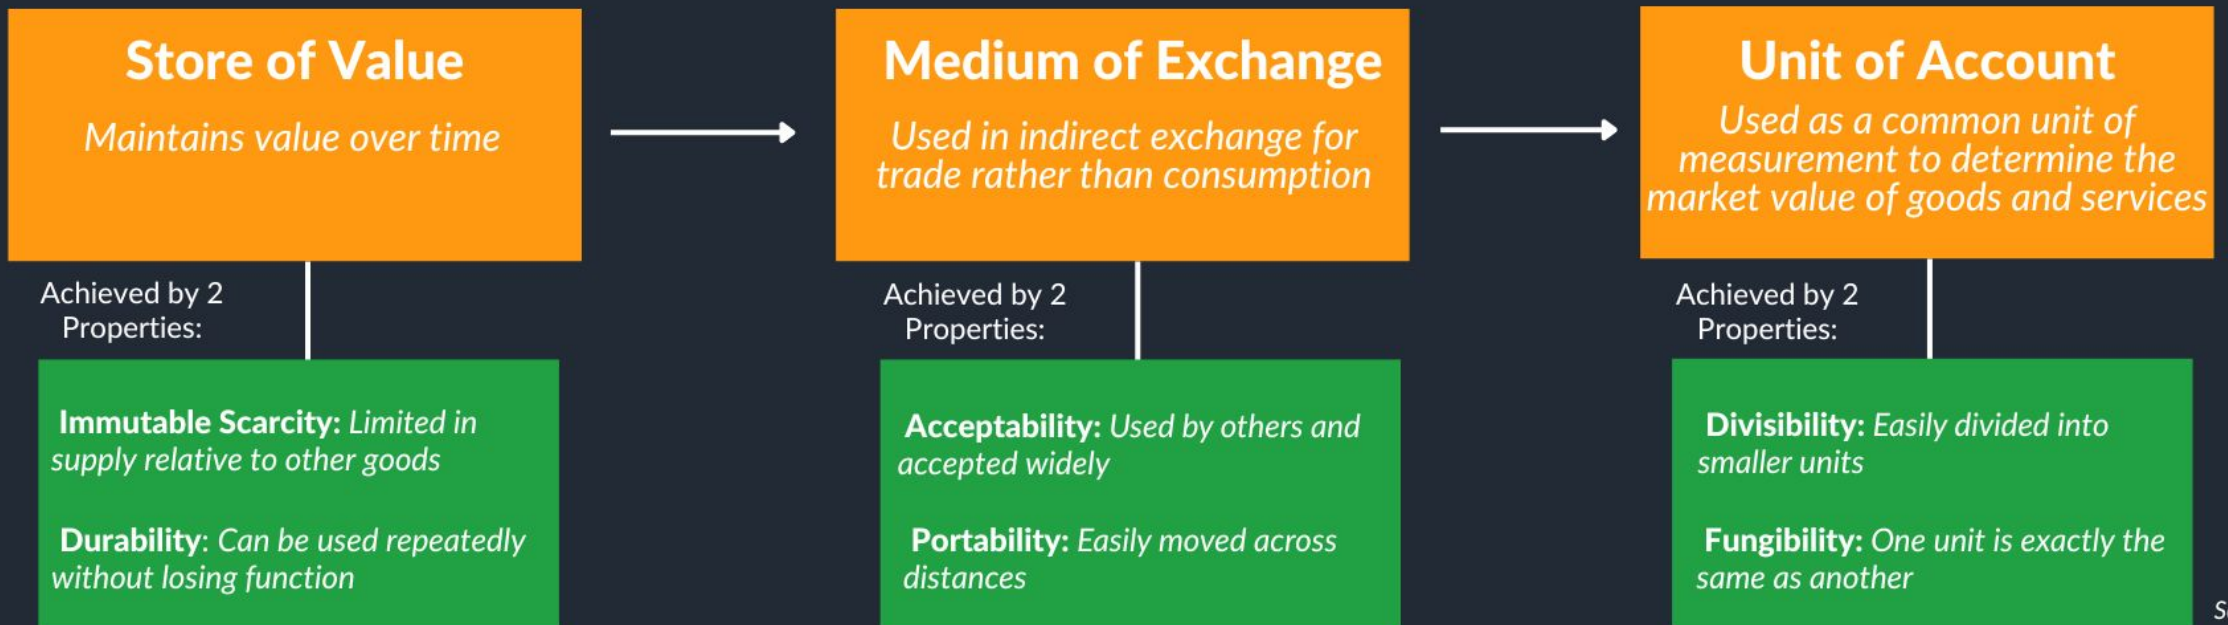 Store of Value
Maintains value over time
Medium of Exchange
Used in indirect exchange for
trade rather than consumption
Unit of Account
Used as a common unit of
measurement to determine the
market value of goods and services
Achieved by 2
Properties:
Achieved by 2
Properties:
Achieved by 2
Properties:
Immutable Scarcity: Limited in
supply relative to other goods
Durability: Can be used repeatedly
without losing function
Acceptability: Used by others and
accepted widely
Portability: Easily moved across
distances
Divisibility: Easily divided into
smaller units
Fungibility: One unit is exactly the
same as another